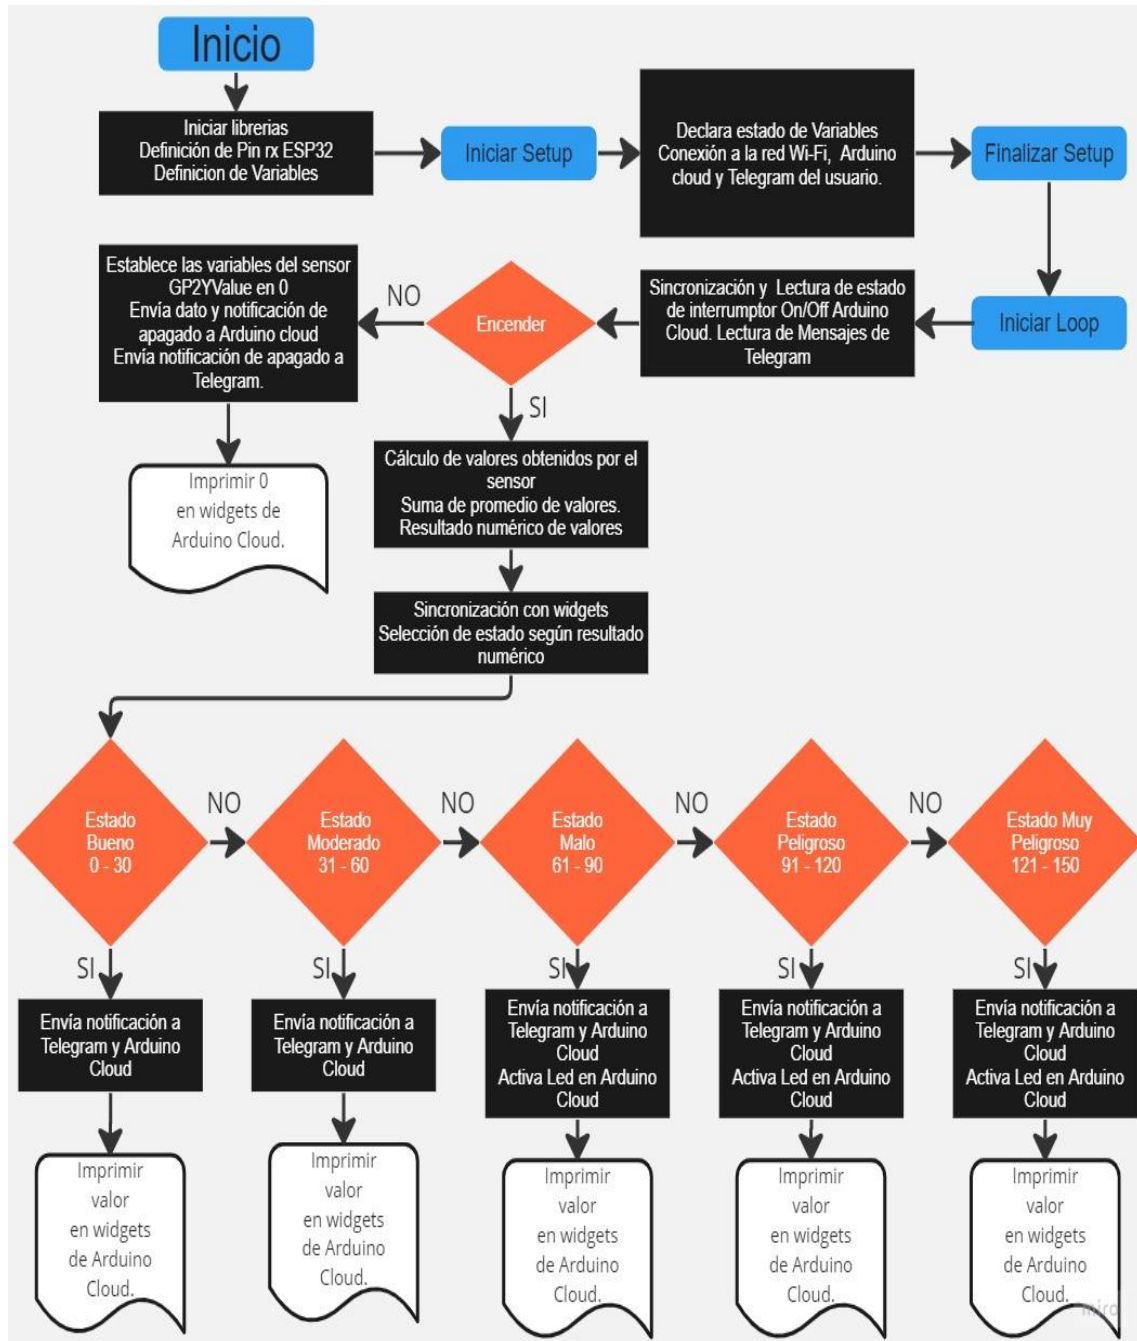 Inicio
Iniciar librerias
Definición de Pin rx ESP32
Definicion de Variables
Iniciar Setup
Declara estado de Variables
Conexión a la red Wi-Fi, Arduino
cloud y Telegram del usuario.
Finalizar Setup
Iniciar Loop
Sincronización y Lectura de estado
de interrumptor On/Off Arduino
Cloud. Lectura de Mensajes de
Telegram
Encender
NO
Establece las variables del sensor
GP2YValue en 0
Envía dato y notificación de
apagado a Arduino cloud
Envía notificación de apagado a
Telegram.
Imprimir 0
en widgets de
Arduino Cloud.
SI
Cálculo de valores obtenidos por el
sensor
Suma de promedio de valores.
Resultado numérico de valores
Sincronización con widgets
Selección de estado según resultado
numérico
Estado
Bueno
0 - 30
NO
Estado
Moderado
31 - 60
NO
Estado
Malo
61 - 90
NO
Estado
Peligroso
91 - 120
NO
Estado Muy
Peligroso
121 - 150
SI
Envía notificación a
Telegram y Arduino
Cloud
Imprimir
valor
en widgets
de Arduino
Cloud.
SI
Envía notificación a
Telegram y Arduino
Cloud
Imprimir
valor
en widgets
de Arduino
Cloud.
SI
Envía notificación a
Telegram y Arduino
Cloud
Activa Led en Arduino
Cloud
Imprimir
valor
en widgets
de Arduino
Cloud.
SI
Envía notificación a
Telegram y Arduino
Cloud
Activa Led en Arduino
Cloud
Imprimir
valor
en widgets
de Arduino
Cloud.
SI
Envía notificación a
Telegram y Arduino
Cloud
Activa Led en Arduino
Cloud
Imprimir
valor
en widgets
de Arduino
Cloud.
miro